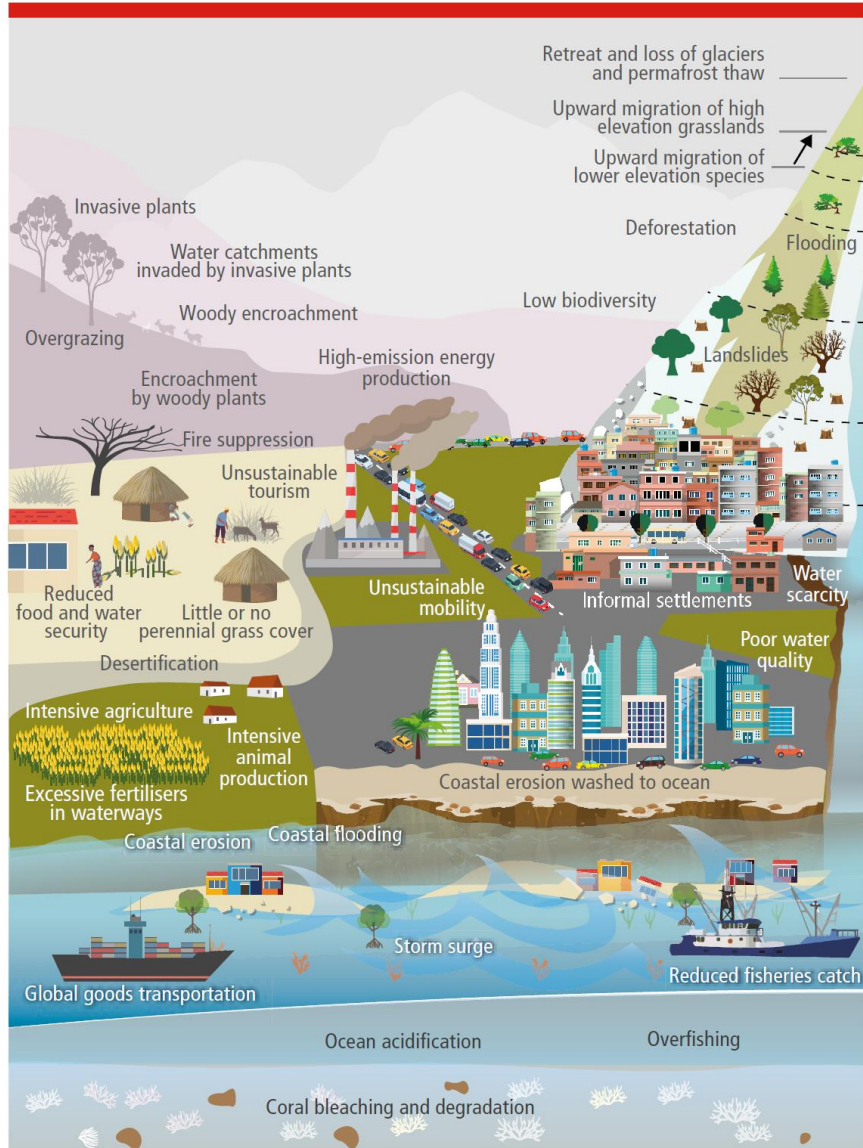 Retreat and loss of glaciers
and permafrost thaw
Upward migration of high
elevation grasslands
Upward migration of
lower elevation species
Invasive plants
Deforestation
Flooding
Water catchments
invaded by invasive plants
Low biodiversity
Woody encroachment
Overgrazing
High-emission energy
production
Landslides
Encroachment
by woody plants
Fire suppression
Unsustainable
tourism
Reduced
food and water
security
Little or no
perennial grass cover
Unsustainable
mobility
Informal settlements
Water
scarcity
Desertification
Poor water
quality
Intensive agriculture
Intensive
animal
production
Excessive fertilisers
in waterways
Coastal erosion washed to ocean
Coastal erosion
Coastal flooding
Storm surge
Global goods transportation
Reduced fisheries catch
Ocean acidification
Overfishing
Coral bleaching and degradation